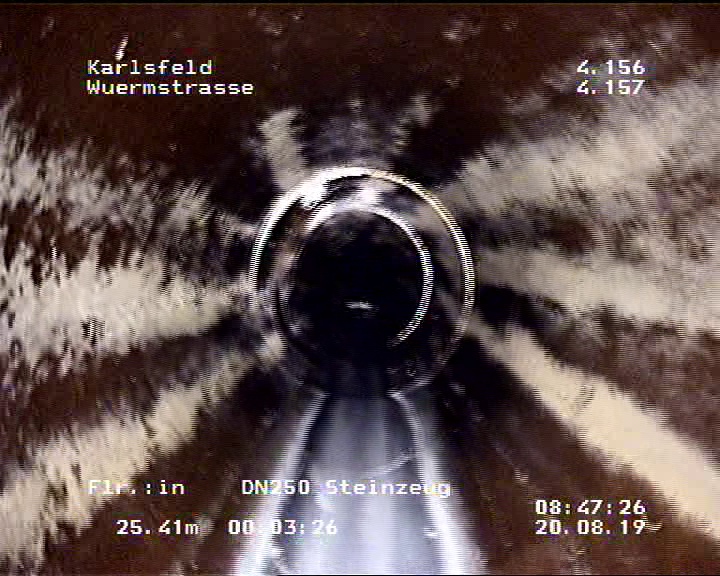 Karlsfeld 4.156
Wuermstrasse 4.157
Flr.:in DN250 Steinzeug
08:47:26
25.41m 00:03:26 20.08.19